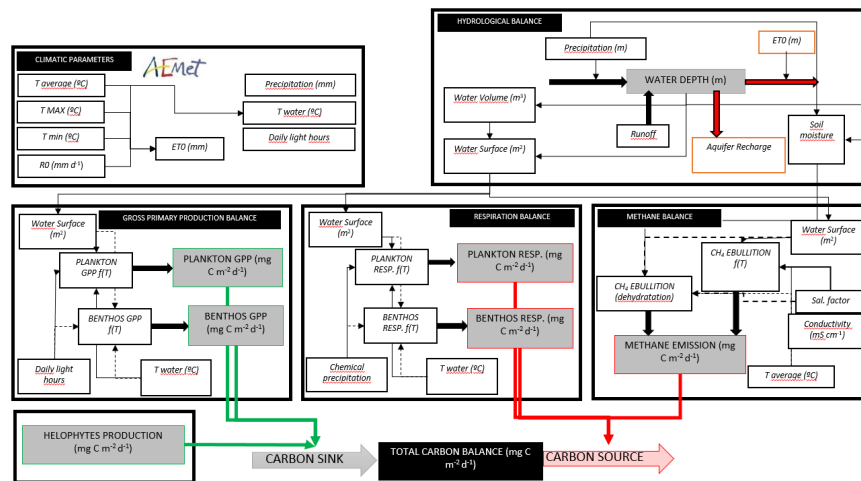 CLIMATIC PARAMETERS
AEMet
T average (ºC)
T MAX (ºC)
T min (ºC)
R0 (mm d-1)
ET0 (mm)
Precipitation (mm)
T water (ºC)
Daily light hours
HYDROLOGICAL BALANCE
Precipitation (m)
ET0 (m)
WATER DEPTH (m)
Water Volume (m³)
Water Surface (m²)
Runoff
Aquifer Recharge
Soil
moisture
GROSS PRIMARY PRODUCTION BALANCE
Water Surface
(m²)
PLANKTON
GPP f(T)
PLANKTON GPP (mg
C m-2 d-1)
BENTHOS GPP
f(T)
BENTHOS GPP
(mg C m-2 d-1)
Daily light
hours
T water (ºC)
RESPIRATION BALANCE
Water Surface
(m²)
PLANKTON
RESP. f(T)
PLANKTON RESP. (mg
C m-2 d-1)
BENTHOS
RESP. f(T)
BENTHOS RESP. (mg
C m-2 d-1)
Chemical
precipitation
T water (ºC)
METHANE BALANCE
Water Surface
(m²)
CH₄ EBULLITION
f(T)
CH₄ EBULLITION
(dehydratation)
Sal. factor
Conductivity
(mS cm-1)
METHANE EMISSION (mg
C m-2 d-1)
T average (ºC)
HELOPHYTES PRODUCTION
(mg C m-2 d-1)
CARBON SINK
TOTAL CARBON BALANCE (mg C
m-2 d-1)
CARBON SOURCE